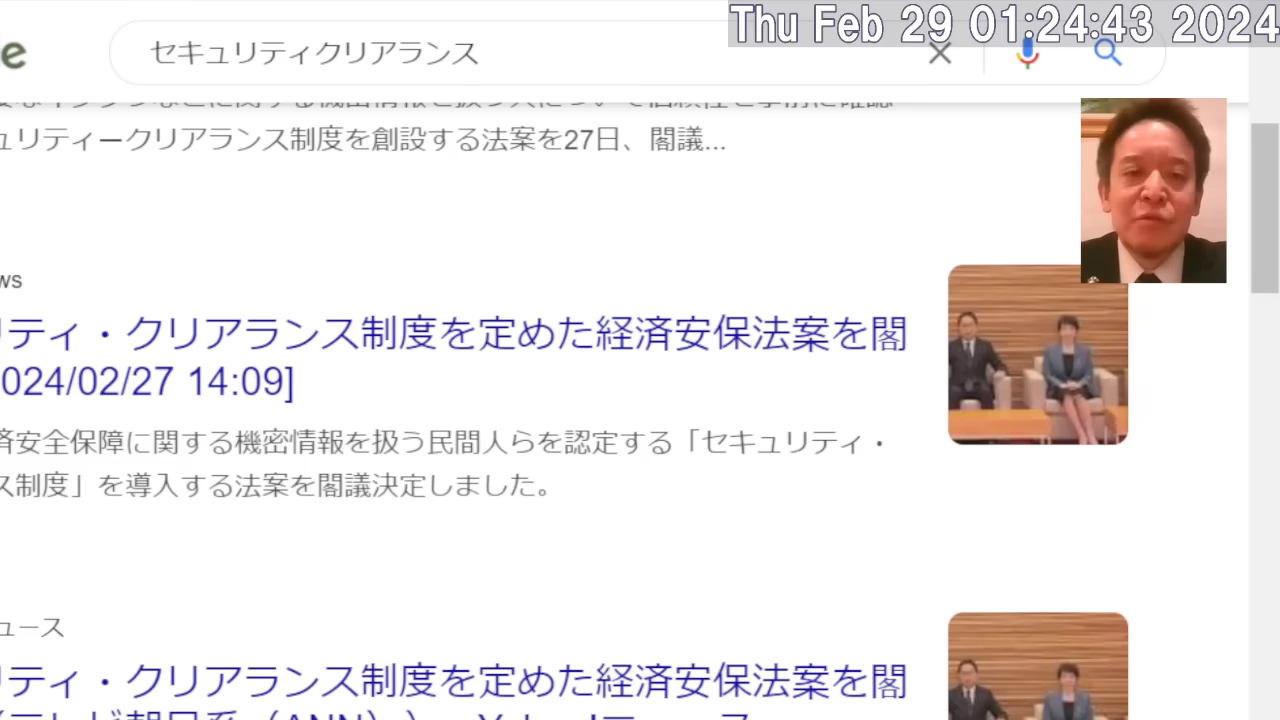 Thu Feb 29 01:24:43 2024
e
セキュリティクリアランス
ュリティークリアランス制度を創設する法案を27日、閣議...
ws
リティ・クリアランス制度を定めた経済安保法案を閣
024/02/27 14:09]
済安全保障に関する機密情報を扱う民間人らを認定する「セキュリティ・
ス制度」を導入する法案を閣議決定しました。
ュース
リティ・クリアランス制度を定めた経済安保法案を閣